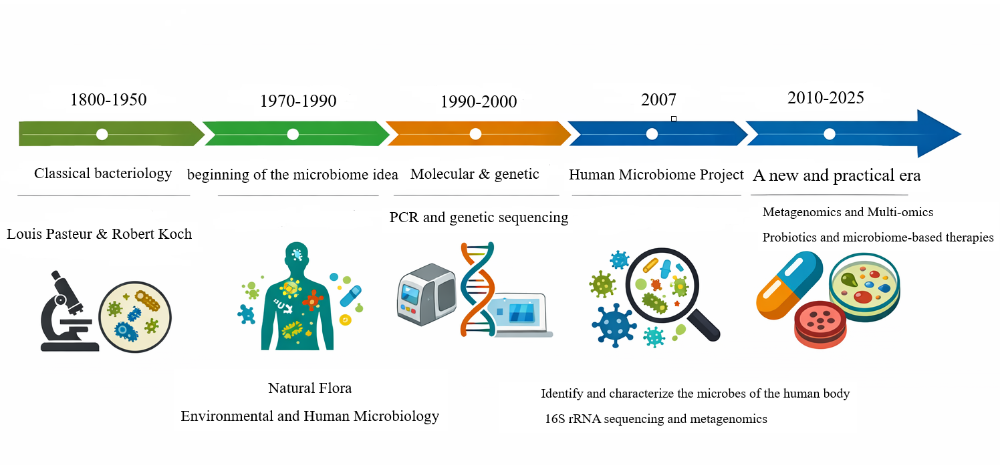 1800-1950
1970-1990
1990-2000
2007
2010-2025
Classical bacteriology
beginning of the microbiome idea
Molecular & genetic
Human Microbiome Project
A new and practical era
Louis Pasteur & Robert Koch
PCR and genetic sequencing
Metagenomics and Multi-omics
Probiotics and microbiome-based therapies
Natural Flora
Environmental and Human Microbiology
Identify and characterize the microbes of the human body
16S rRNA sequencing and metagenomics